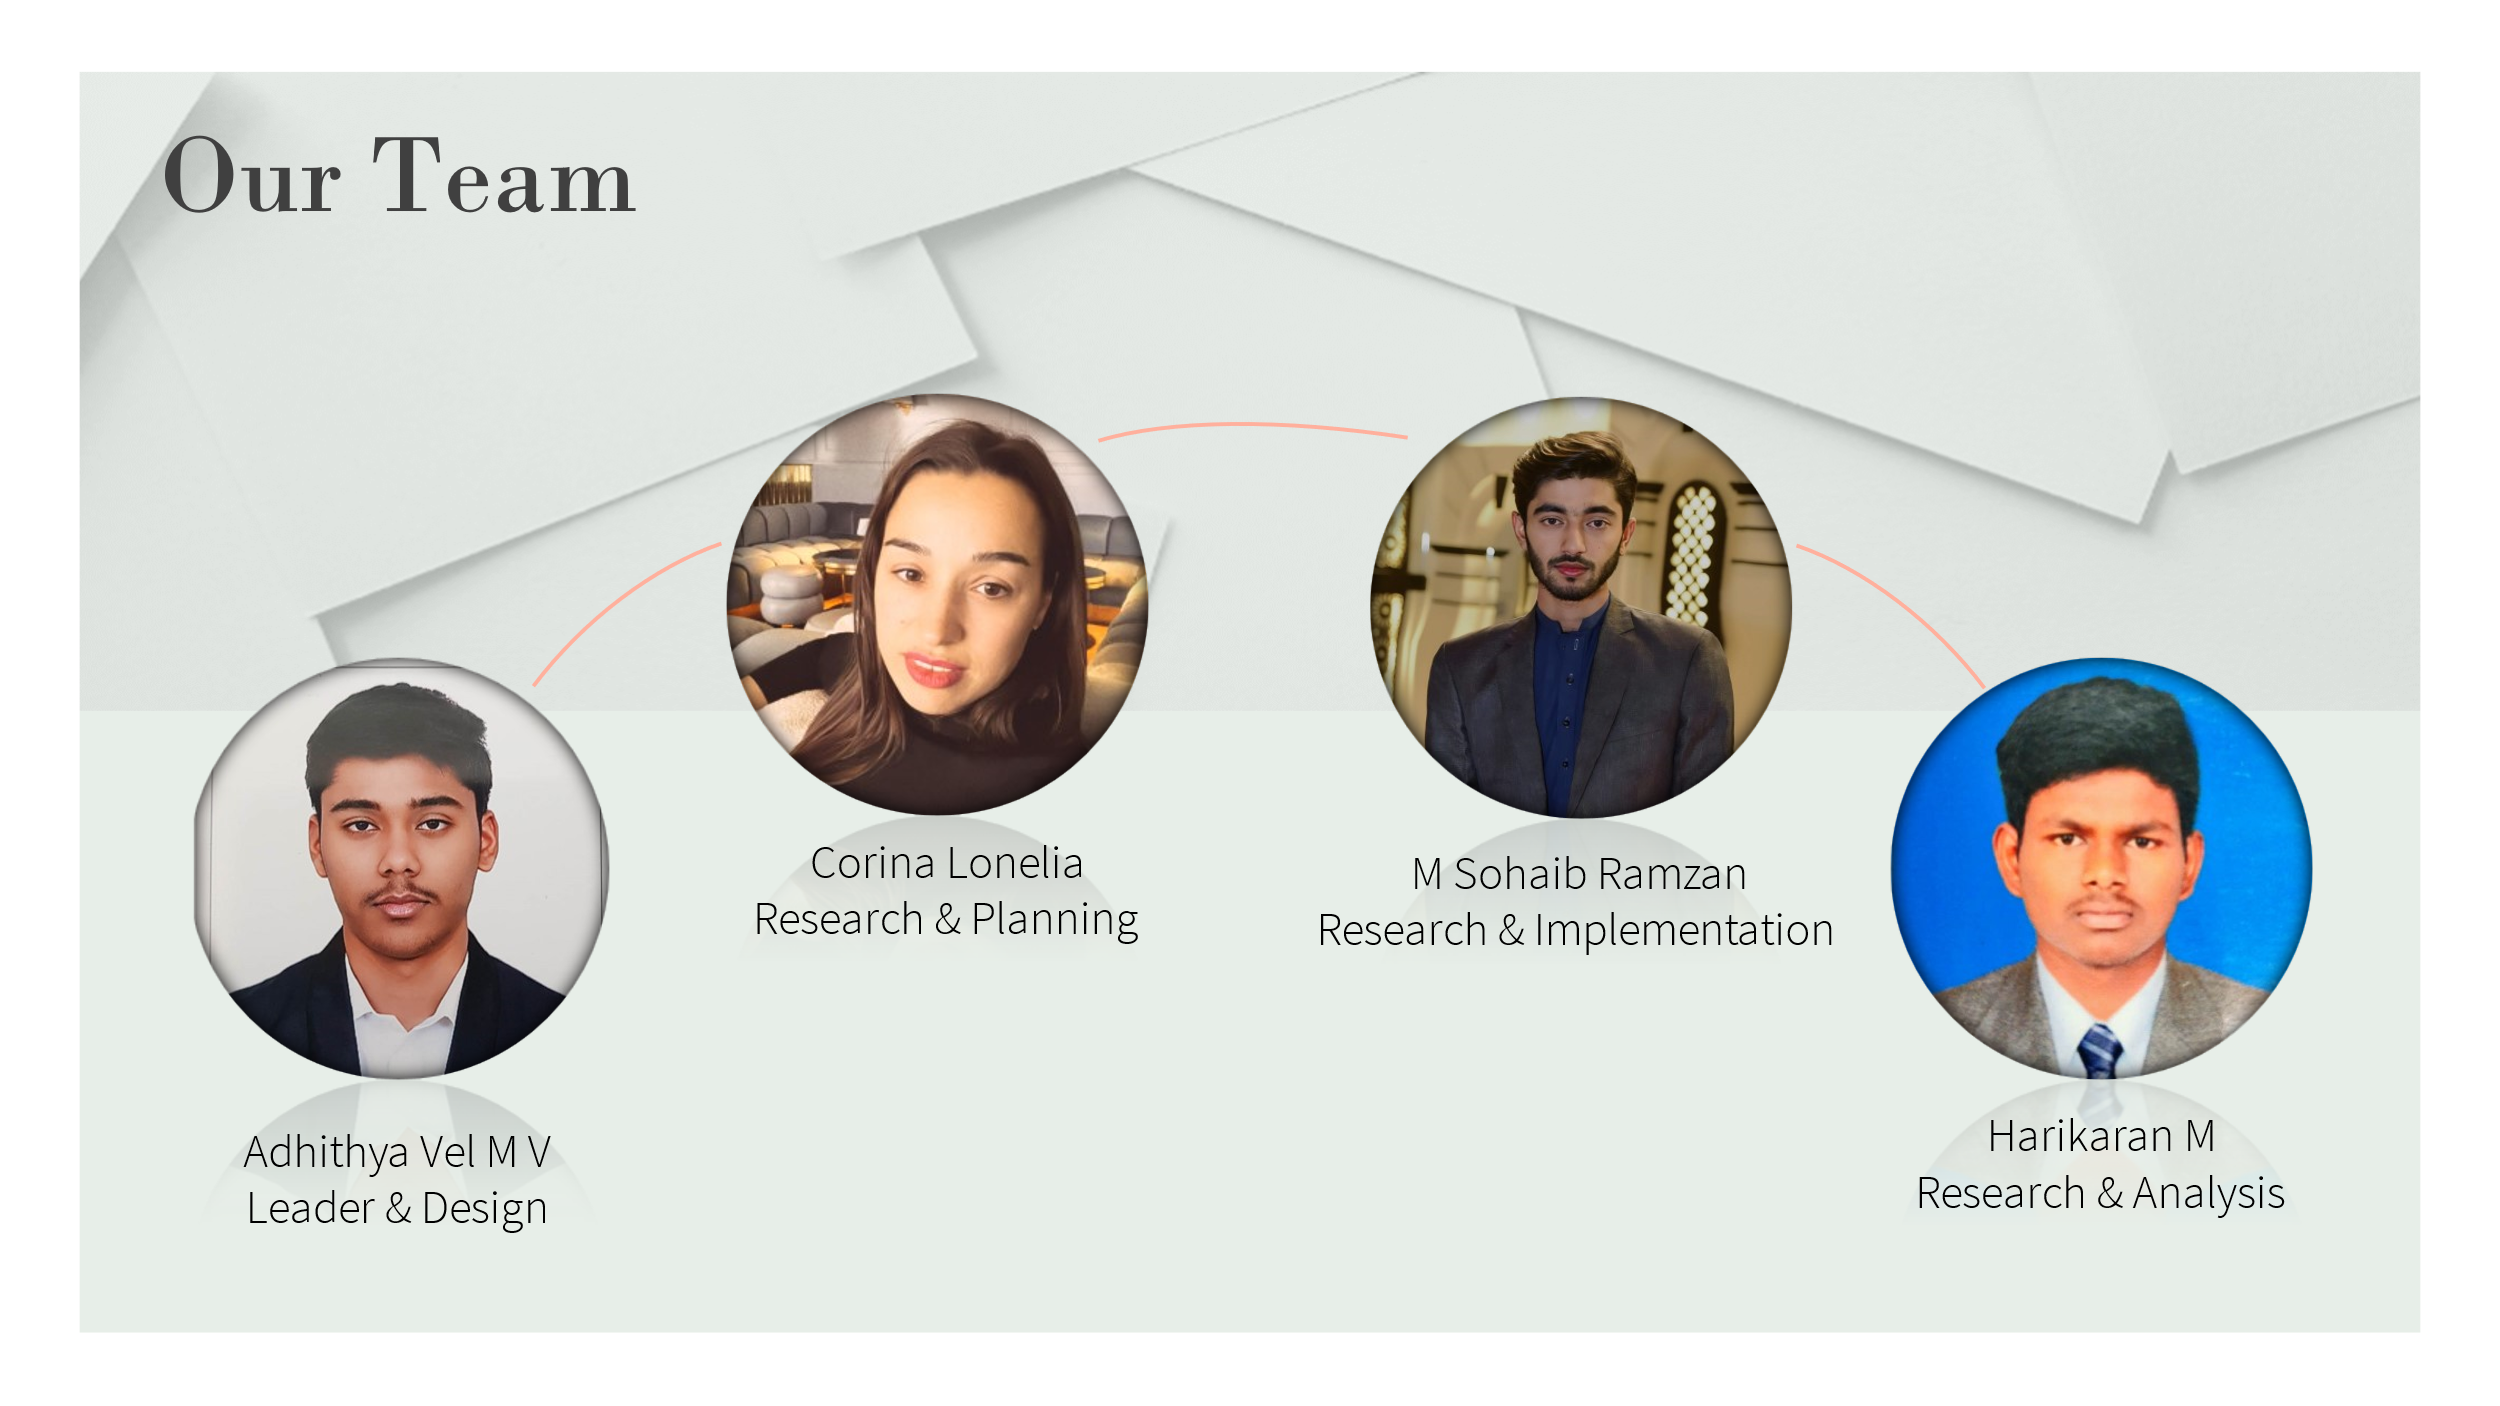 Our Team
Adhithya Vel M V
Leader & Design
Corina Lonelia
Research & Planning
M Sohaib Ramzan
Research & Implementation
Harikaran M
Research & Analysis